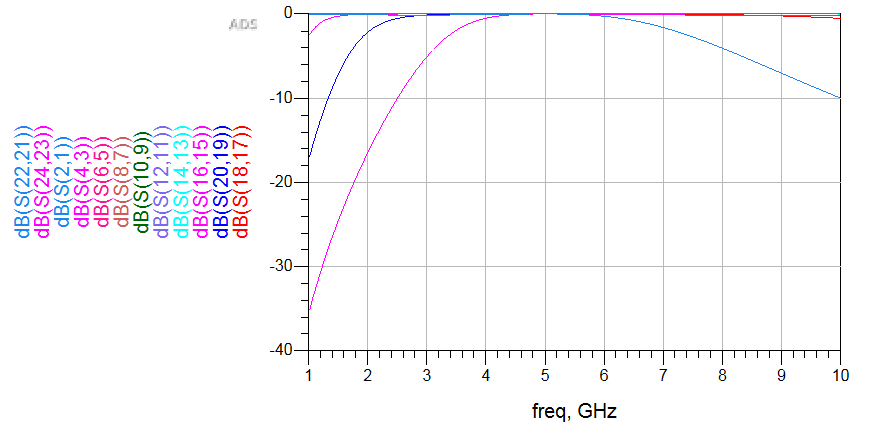 ADS
dB(S(22,21))
dB(S(24,23))
dB(S(2,1))
dB(S(4,3))
dB(S(6,5))
dB(S(8,7))
dB(S(10,9))
dB(S(12,11))
dB(S(14,13))
dB(S(16,15))
dB(S(20,19))
dB(S(18,17))
0
-10
-20
-30
-40
1 2 3 4 5 6 7 8 9 10
freq, GHz